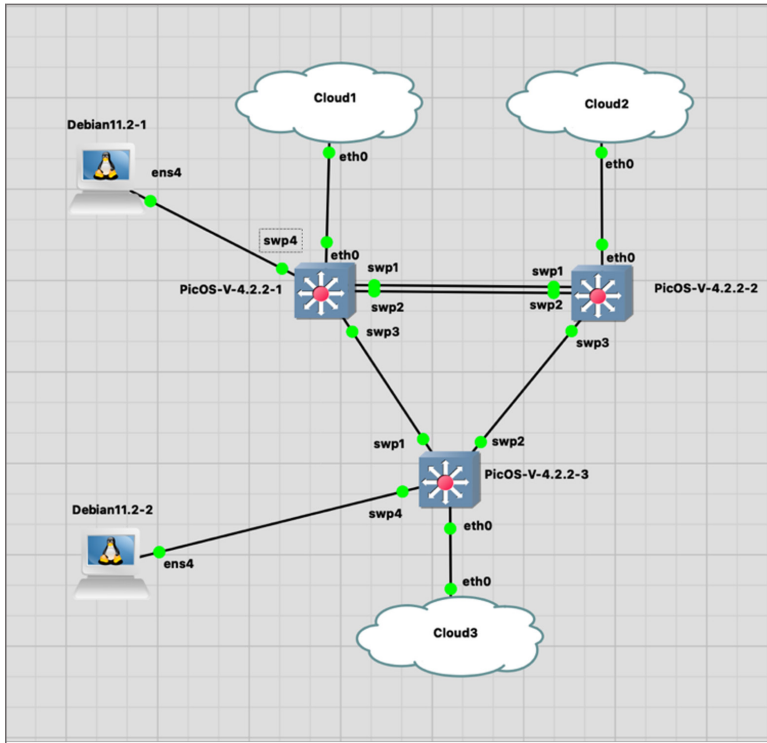 Cloud1
Cloud2
Debian11.2-1
eth0
eth0
ens4
swp4
eth0
eth0
swp1
swp1
PicOS-V-4.2.2-1
PicOS-V-4.2.2-2
swp2
swp2
swp3
swp3
swp1
swp2
PicOS-V-4.2.2-3
Debian11.2-2
swp4
eth0
ens4
eth0
Cloud3